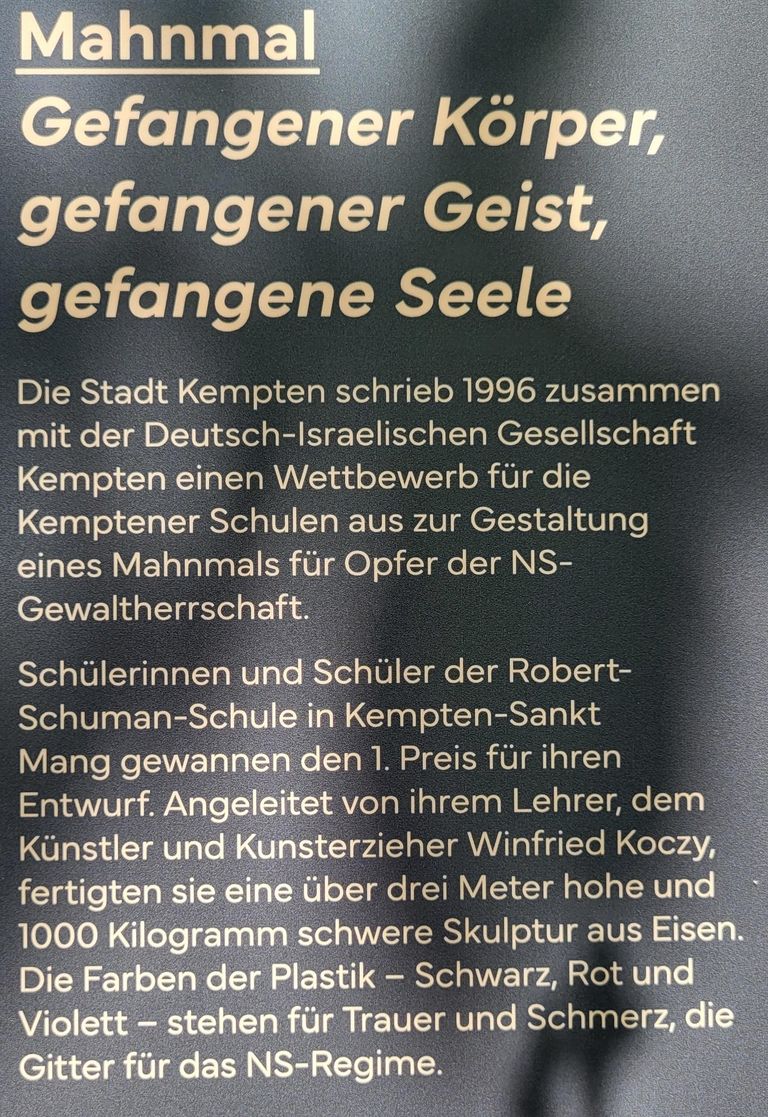 Mahnmal
Gefangener Körper,
gefangener Geist,
gefangene Seele
Die Stadt Kempten schrieb 1996 zusammen
mit der Deutsch-Israelischen Gesellschaft
Kempten einen Wettbewerb für die
Kemptener Schulen aus zur Gestaltung
eines Mahnmals für Opfer der NS-
Gewaltherrschaft.
Schülerinnen und Schüler der Robert-
Schuman-Schule in Kempten-Sankt
Mang gewannen den 1. Preis für ihren
Entwurf. Angeleitet von ihrem Lehrer, dem
Künstler und Kunsterzieher Winfried Koczy,
fertigten sie eine über drei Meter hohe und
1000 Kilogramm schwere Skulptur aus Eisen.
Die Farben der Plastik – Schwarz, Rot und
Violett – stehen für Trauer und Schmerz, die
Gitter für das NS-Regime.